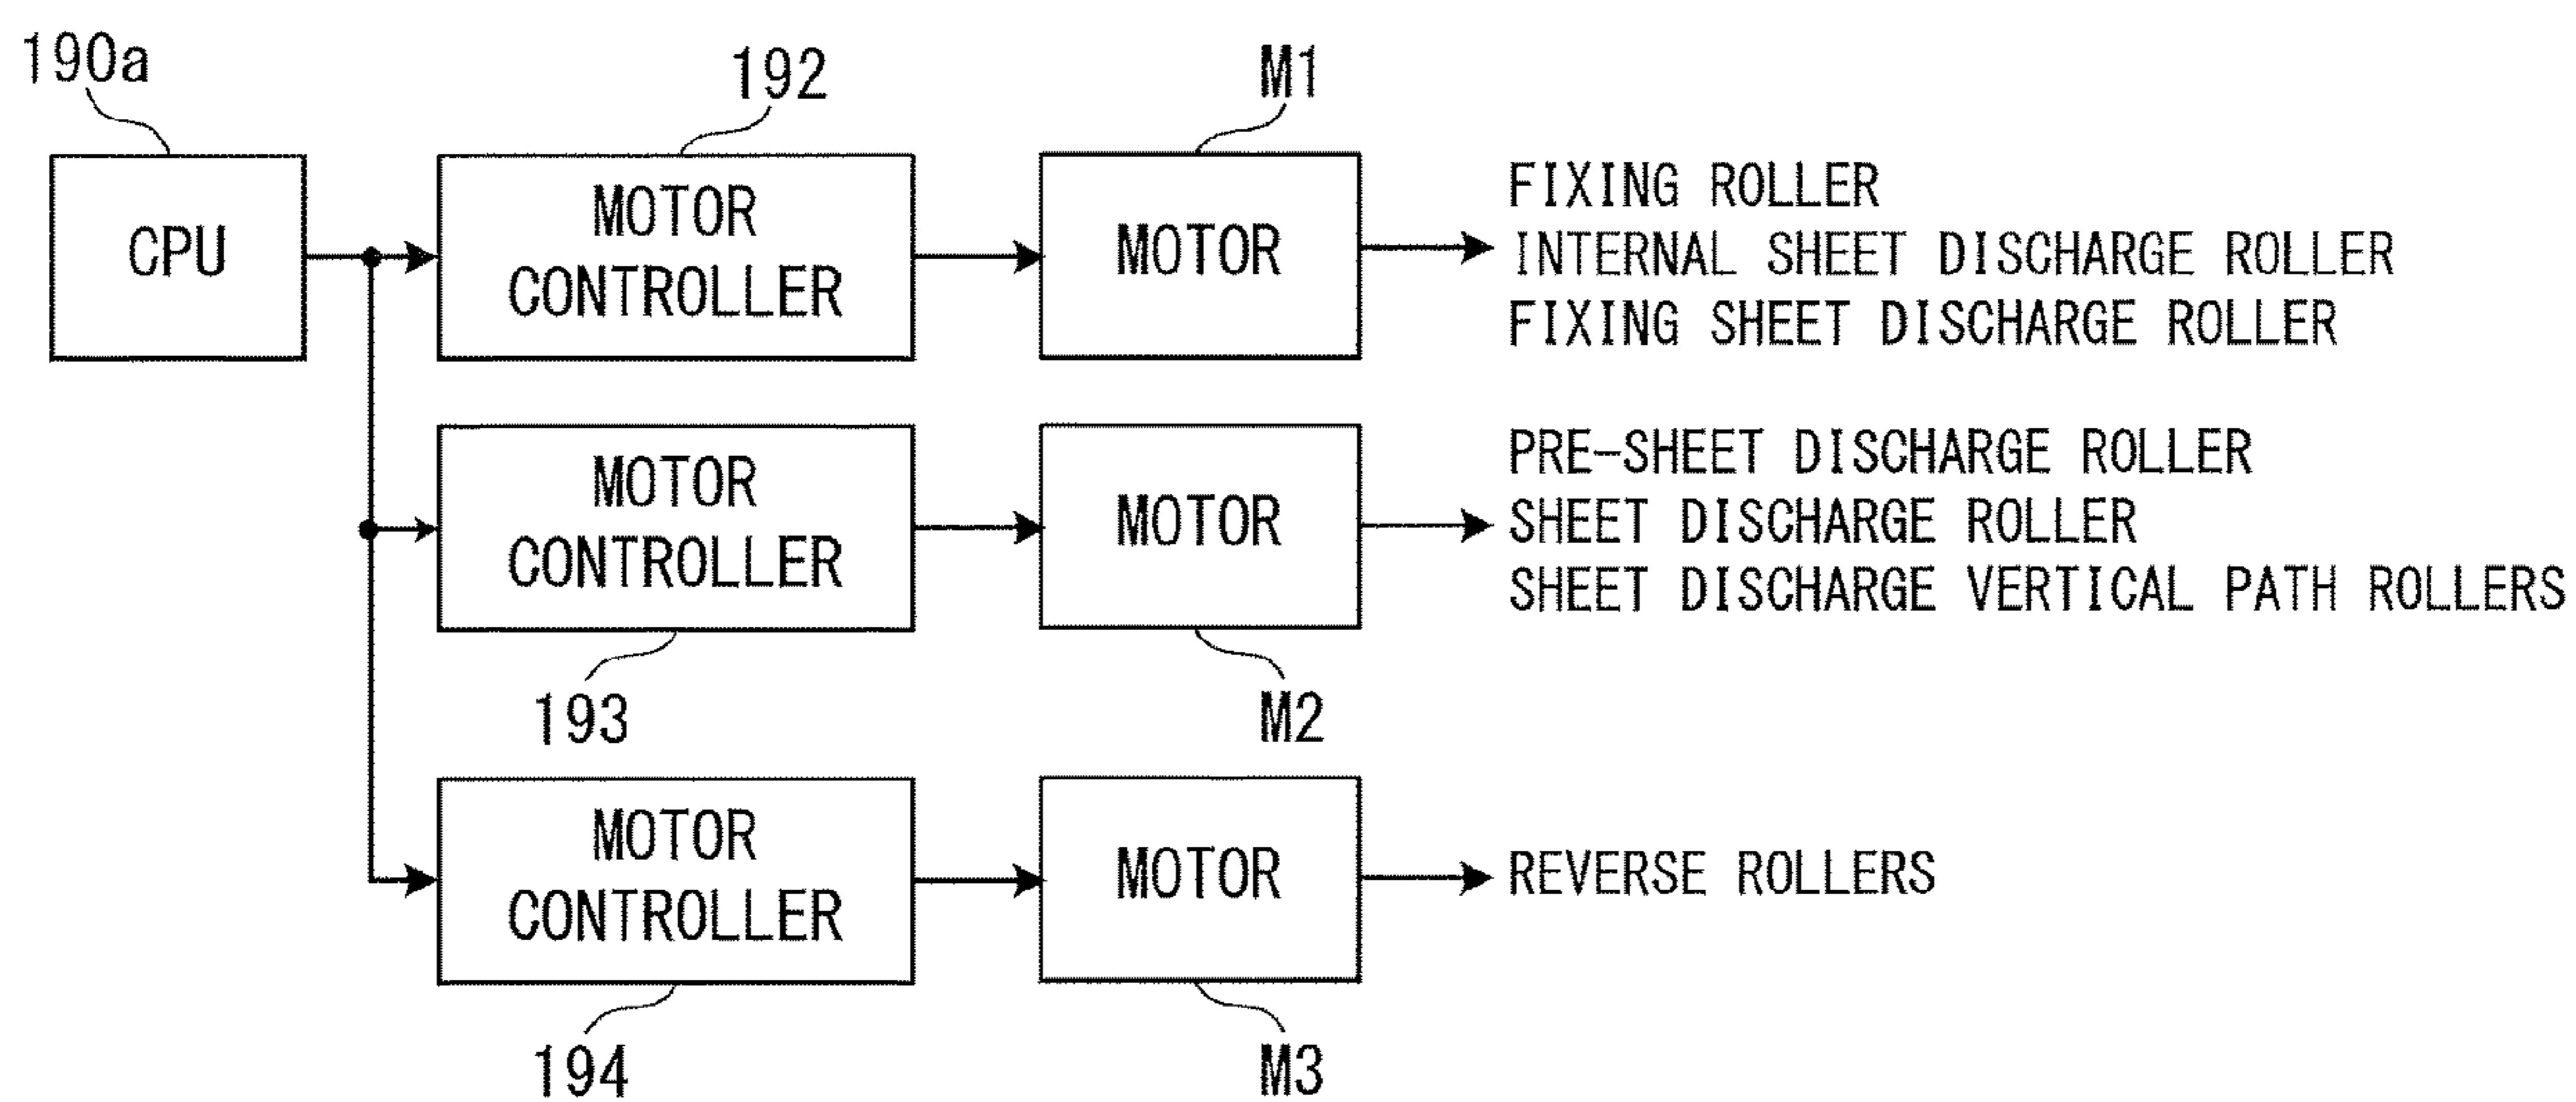 190a
192
M1
CPU
MOTOR
CONTROLLER
MOTOR
FIXING ROLLER
INTERNAL SHEET DISCHARGE ROLLER
FIXING SHEET DISCHARGE ROLLER
MOTOR
CONTROLLER
MOTOR
PRE-SHEET DISCHARGE ROLLER
SHEET DISCHARGE ROLLER
SHEET DISCHARGE VERTICAL PATH ROLLERS
193
M2
MOTOR
CONTROLLER
MOTOR
REVERSE ROLLERS
194
M3